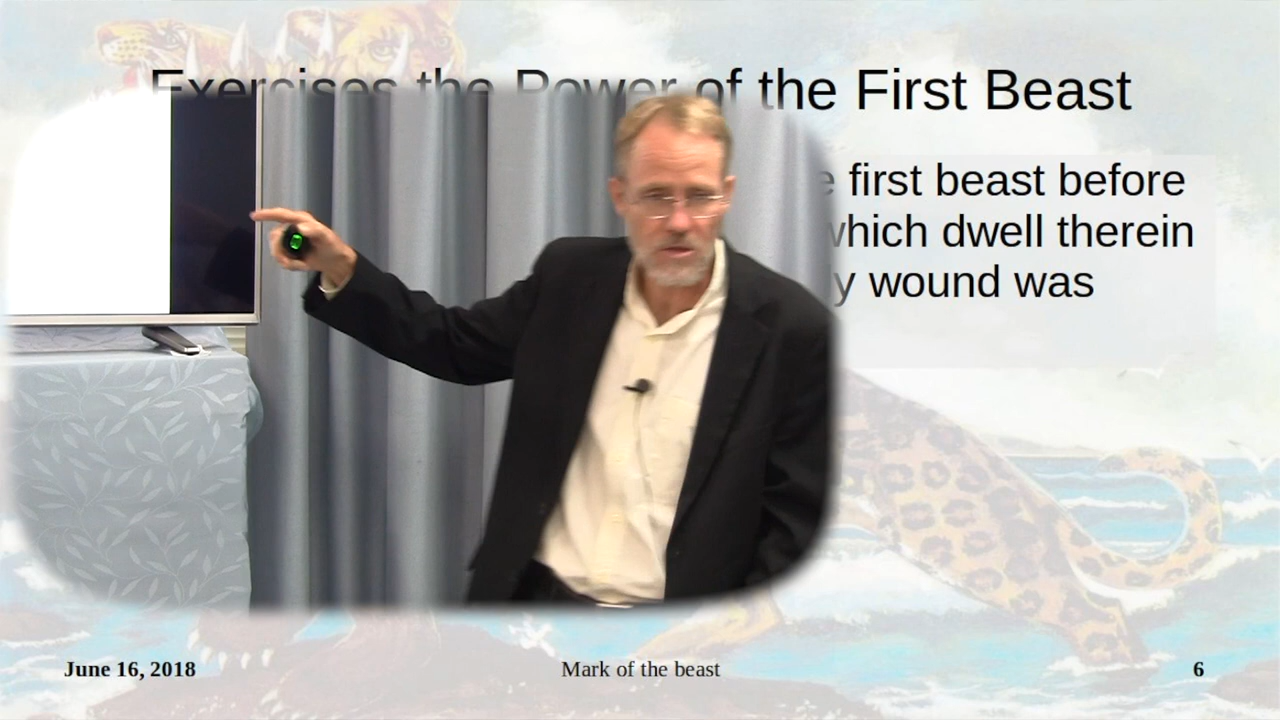 Exercises the Power of the First Beast
first beast before
which dwell therein
wound was
June 16, 2018
Mark of the beast
6